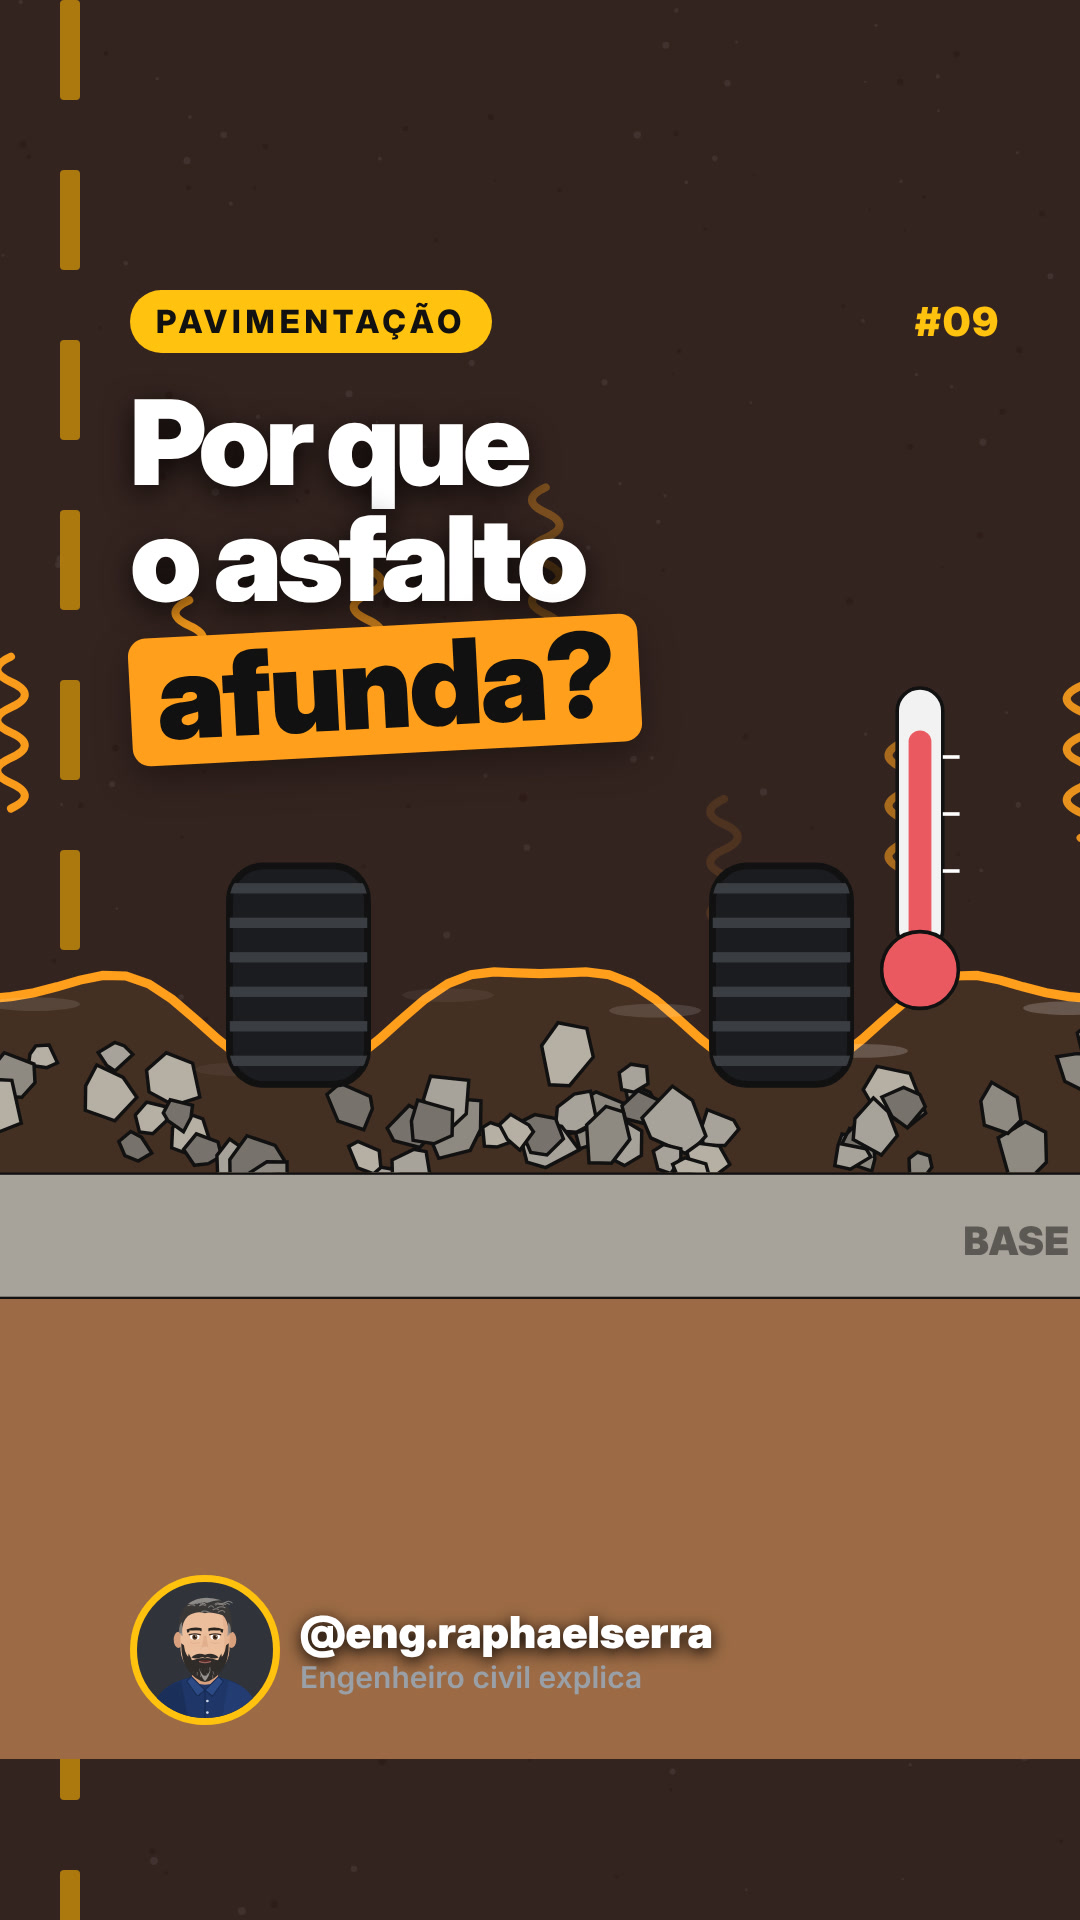 PAVIMENTAÇÃO
#09
Por que
o asfalto
afunda?
BASE
@eng.raphaelserra
Engenheiro civil explica